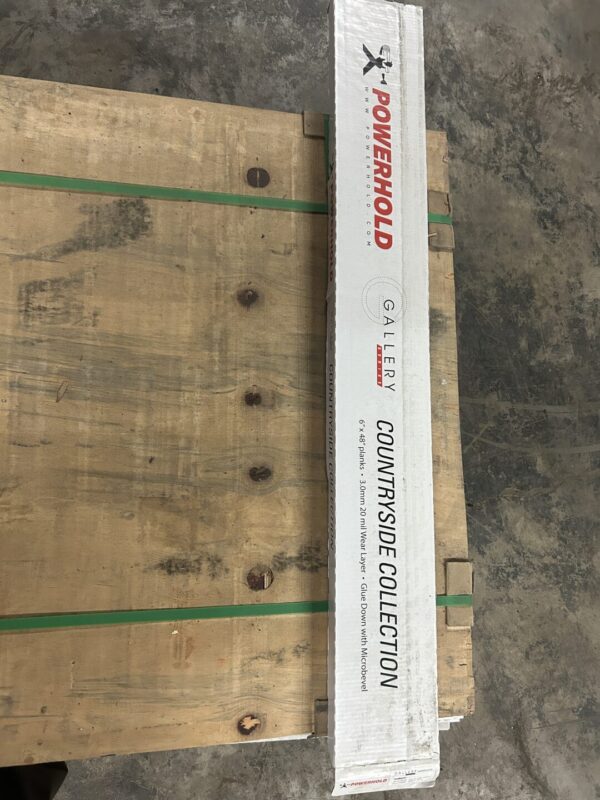 POWERHOLD
WWW.POWERHOLD.COM
GALLERY
COUNTRYSIDE COLLECTION
6" x 48" planks • 3.0mm 20 mil Wear Layer • Glue Down with Microbevel
COUNTRYSIDE COLLECTION
POWERHOLD
GALLERY